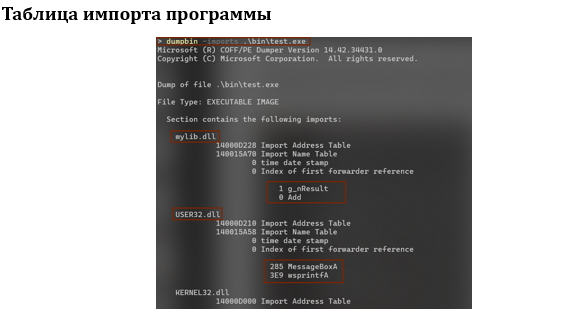 Таблица импорта программы
> dumpbin -imports .\bin\test.exe
Microsoft (R) COFF/PE Dumper Version 14.42.34431.0
Copyright (C) Microsoft Corporation.  All rights reserved.
Dump of file .\bin\test.exe
File Type: EXECUTABLE IMAGE
Section contains the following imports:
mylib.dll
14000D228 Import Address Table
140015A70 Import Name Table
0 time date stamp
0 Index of first forwarder reference
1 g_nResult
0 Add
USER32.dll
14000D210 Import Address Table
140015A58 Import Name Table
0 time date stamp
0 Index of first forwarder reference
285 MessageBoxA
3E9 wsprintfA
KERNEL32.dll
14000D000 Import Address Table